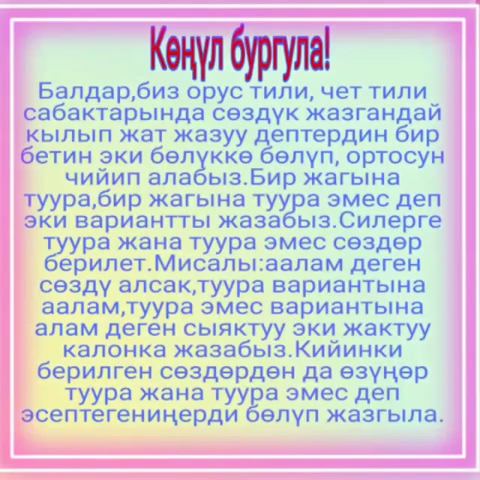 Көңүл бургула!
Балдар,биз орус тили, чет тили
сабактарында сөздүк жазгандай
кылып жат жазуу дептердин бир
бетин эки бөлүккө бөлүп, ортосун
чийип алабыз.Бир жагына
туура,бир жагына туура эмес деп
эки вариантты жазабыз.Силерге
туура жана туура эмес сөздөр
берилет.Мисалы:аалам деген
сөздү алсак,туура вариантына
аалам,туура эмес вариантына
алам деген сыяктуу эки жактуу
калонка жазабыз.Кийинки
берилген сөздөрдөн да өзүңөр
туура жана туура эмес деп
эсептегениңерди бөлүп жазгыла.